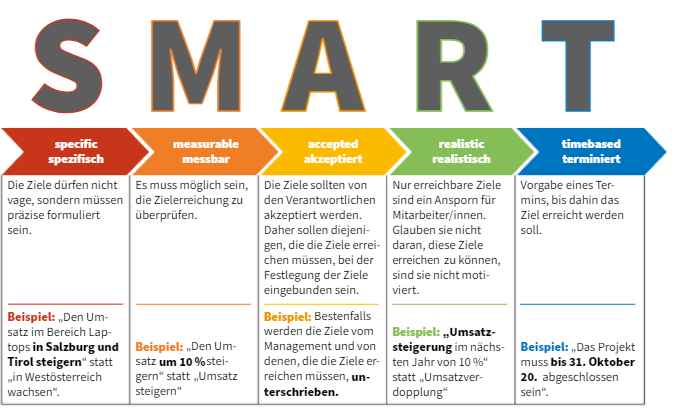 SMART
specific
spezifisch
measurable
messbar
accepted
akzeptiert
realistic
realistisch
timebased
terminiert
Die Ziele dürfen nicht
vage, sondern müssen
präzise formuliert
sein.
Beispiel: „Den Um-
satz im Bereich Lap-
tops in Salzburg und
Tirol steigern“ statt
„in Westösterreich
wachsen“.
Es muss möglich sein,
die Zielerreichung zu
überprüfen.
Beispiel: „Den Um-
satz um 10 % stei-
gern“ statt „Umsatz
steigern“
Die Ziele sollten von
den Verantwortlichen
akzeptiert werden.
Daher sollen diejeni-
gen, die die Ziele errei-
chen müssen, bei der
Festlegung der Ziele
eingebunden sein.
Beispiel: Bestenfalls
werden die Ziele vom
Management und von
denen, die die Ziele er-
reichen müssen, un-
terschrieben.
Nur erreichbare Ziele
sind ein Ansporn für
Mitarbeiter/innen.
Glauben sie nicht
daran, diese Ziele
erreichen zu können,
sind sie nicht moti-
viert.
Beispiel: „Umsatz-
steigerung im nächs-
ten Jahr von 10 %“
statt „Umsatzver-
dopplung“
Vorgabe eines Ter-
mins, bis dahin das
Ziel erreicht werden
soll.
Beispiel: „Das Projekt
muss bis 31. Oktober
20. abgeschlossen
sein“.